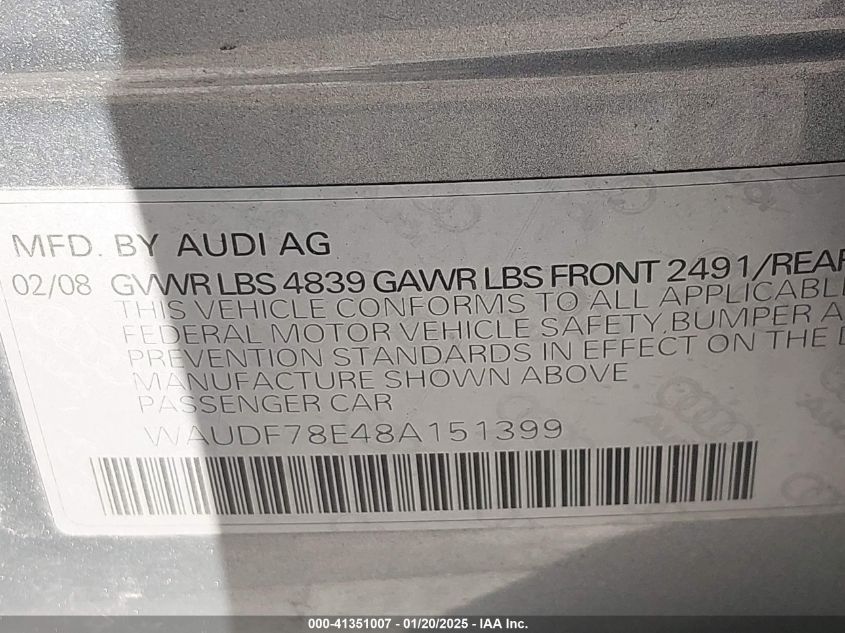 MFD. BY AUDI AG
02/08 GVWR LBS 4839 GAWR LBS FRONT 2491/REAR
THIS VEHICLE CONFORMS TO ALL APPLICABLE
FEDERAL MOTOR VEHICLE SAFETY, BUMPER A
PREVENTION STANDARDS IN EFFECT ON THE D
MANUFACTURE SHOWN ABOVE
PASSENGER CAR
WAUDF78E48A151399
000-41351007 - 01/20/2025 - IAA Inc.